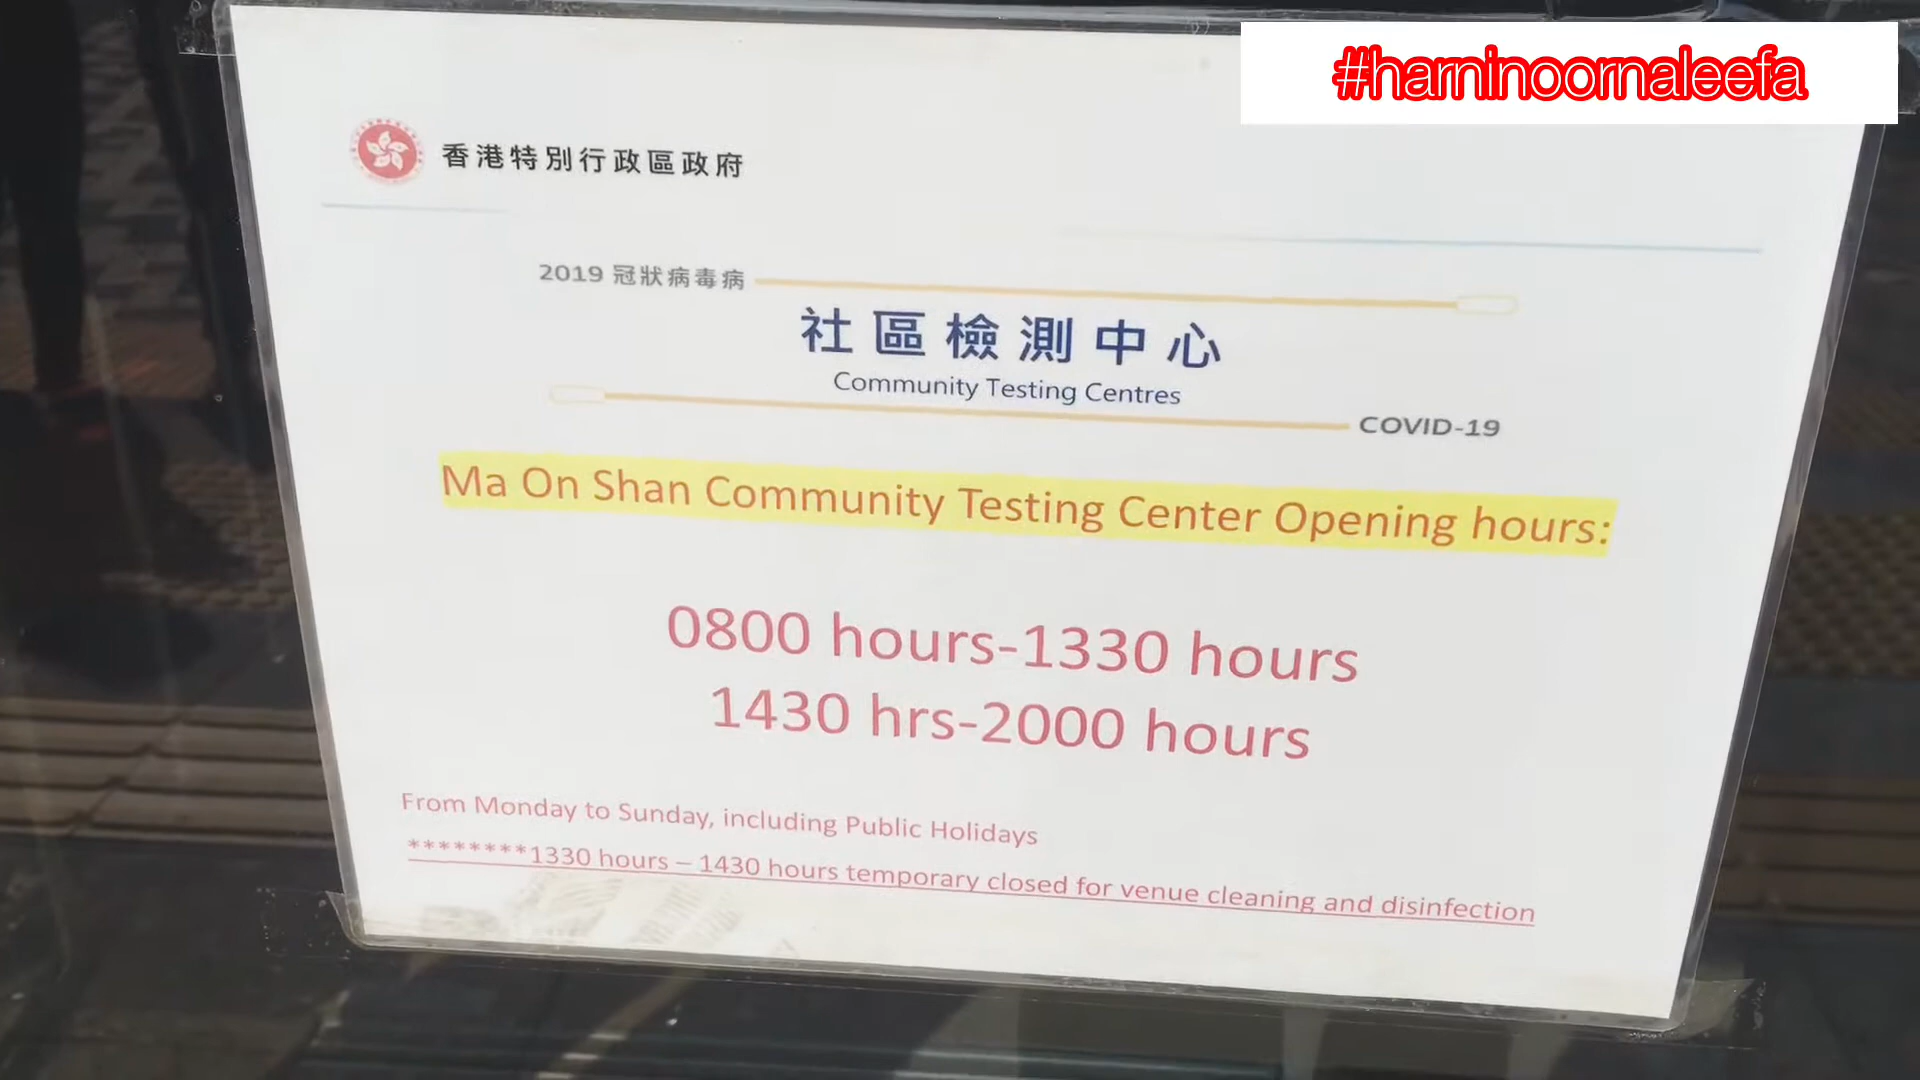 #harninoornaleefa
香港特別行政區政府
2019 冠狀病毒病
社區檢測中心
Community Testing Centres
COVID-19
Ma On Shan Community Testing Center Opening hours:
0800 hours-1330 hours
1430 hrs-2000 hours
From Monday to Sunday, including Public Holidays
********1330 hours – 1430 hours temporary closed for venue cleaning and disinfection